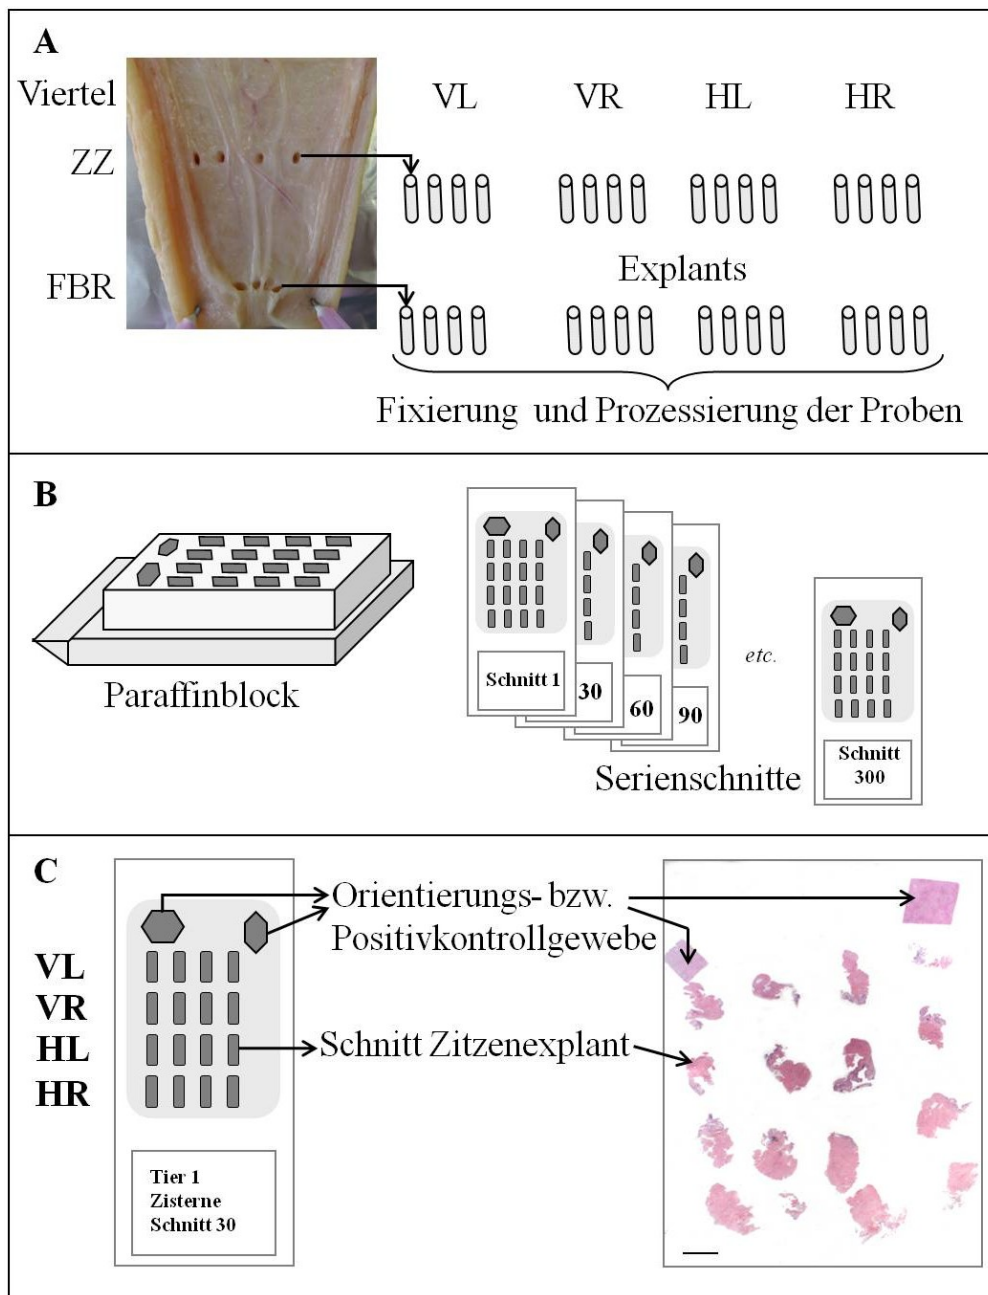 A
Viertel
VL
VR
HL
HR
ZZ
Explants
FBR
Fixierung und Prozessierung der Proben
B
Schnitt 1
30
60
90
etc.
Schnitt
300
Paraffinblock
Serienschnitte
C
Orientierungs- bzw.
Positivkontrollgewebe
VL
VR
HL
HR
Schnitt Zitzenexplant
Tier 1
Zisterne
Schnitt 30